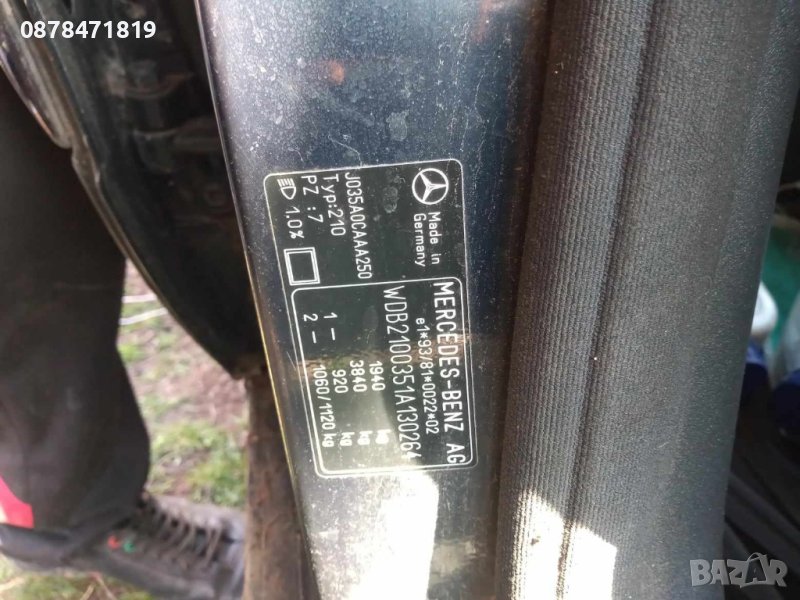 0878471819
Made in
Germany
MERCEDES-BENZ AG
e1*93/81*0022*02
WDB2100351A130264
1940 kg
3840 kg
1- 920 kg
2- 1060/1120 kg
J035A0CAAA250
Typ:210
PZ :7
1.0%
BAZAR